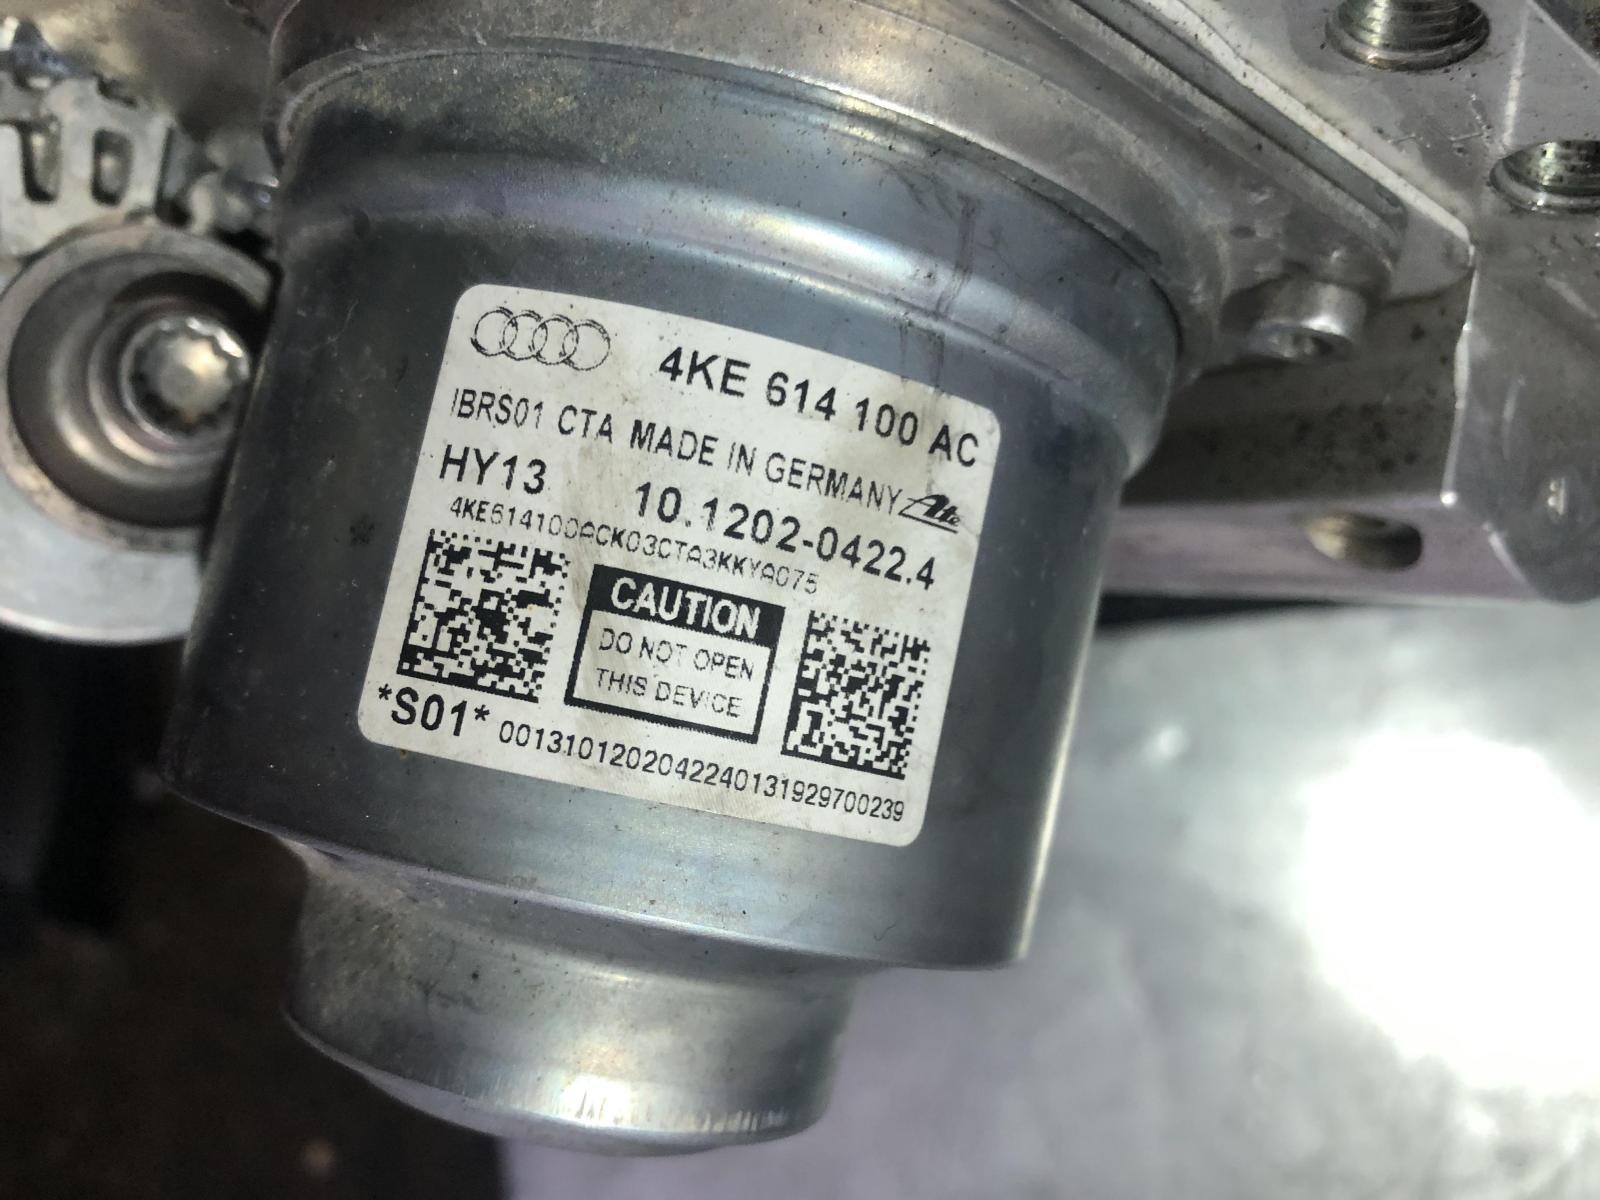 4KE 614 100 AC
IBRS01 CTA MADE IN GERMANY Ate
HY13 10.1202-0422.4
4KE614100ACK03CTA3KKYA075
CAUTION
DO NOT OPEN
THIS DEVICE
*S01* 0013101202042240131929700239